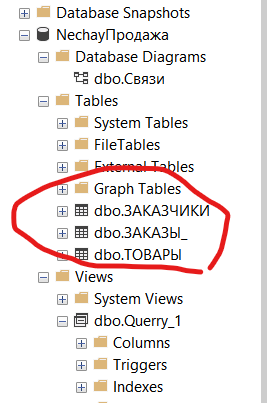 Database Snapshots
NechayПродажа
Database Diagrams
dbo.Связи
Tables
System Tables
FileTables
External Tables
Graph Tables
dbo.ЗАКАЗЧИКИ
dbo.ЗАКАЗЫ_
dbo.ТОВАРЫ
Views
System Views
dbo.Querry_1
Columns
Triggers
Indexes